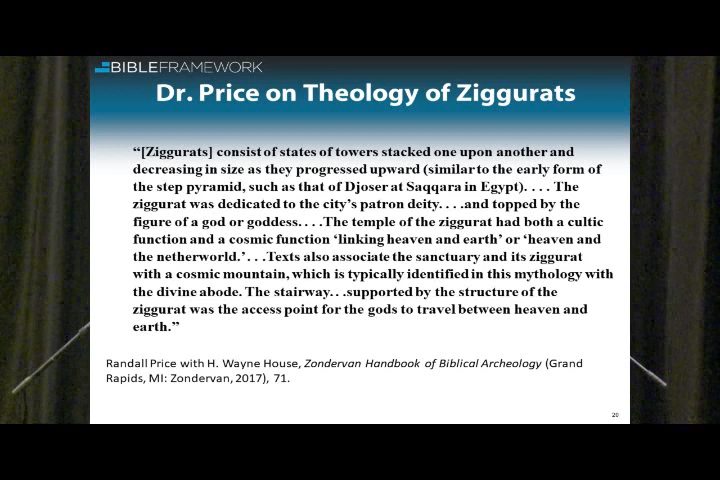 BIBLEFRAMEWORK
Dr. Price on Theology of Ziggurats
“[Ziggurats] consist of states of towers stacked one upon another and
decreasing in size as they progressed upward (similar to the early form of
the step pyramid, such as that of Djoser at Saqqara in Egypt). . . . The
ziggurat was dedicated to the city’s patron deity. . . .and topped by the
figure of a god or goddess. . . .The temple of the ziggurat had both a cultic
function and a cosmic function ‘linking heaven and earth’ or ‘heaven and
the netherworld.’ . . .Texts also associate the sanctuary and its ziggurat
with a cosmic mountain, which is typically identified in this mythology with
the divine abode. The stairway. . .supported by the structure of the
ziggurat was the access point for the gods to travel between heaven and
earth.”
Randall Price with H. Wayne House, Zondervan Handbook of Biblical Archeology (Grand
Rapids, MI: Zondervan, 2017), 71.
20